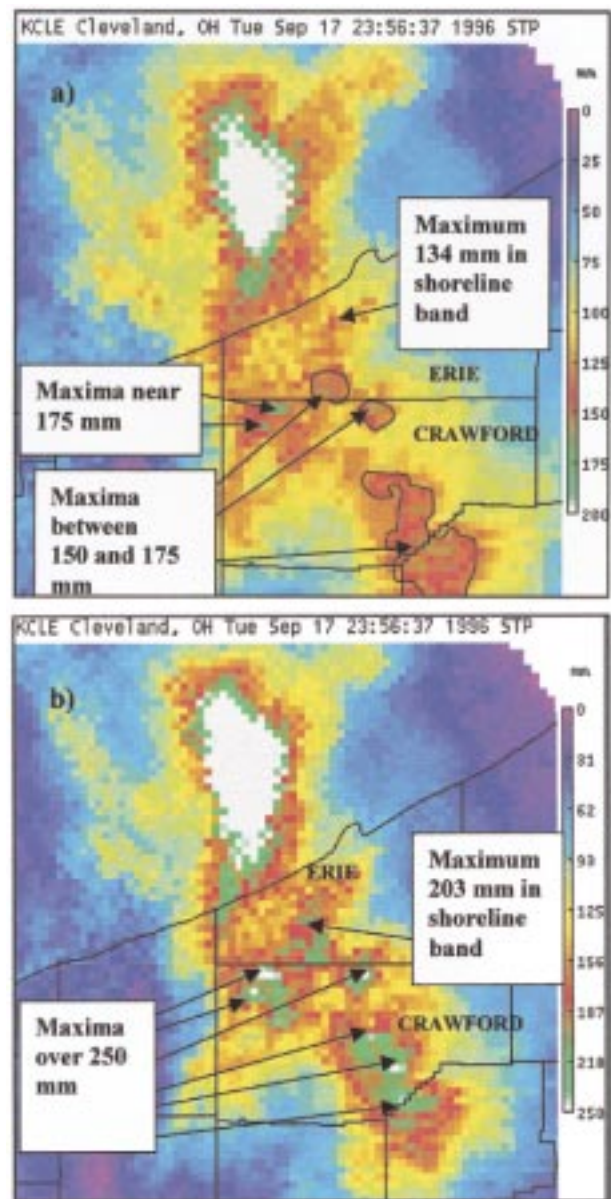 KCLE Cleveland, OH Tue Sep 17 23:56:37 1996 STP
a)
mm
0
25
50
75
100
125
150
175
200
Maximum
134 mm in
shoreline
band
ERIE
Maxima near
175 mm
CRAWFORD
Maxima
between
150 and 175
mm
KCLE Cleveland, OH Tue Sep 17 23:56:37 1996 STP
b)
mm
0
31
62
93
125
156
187
218
250
ERIE
Maximum
203 mm in
shoreline
band
Maxima
over 250
mm
CRAWFORD